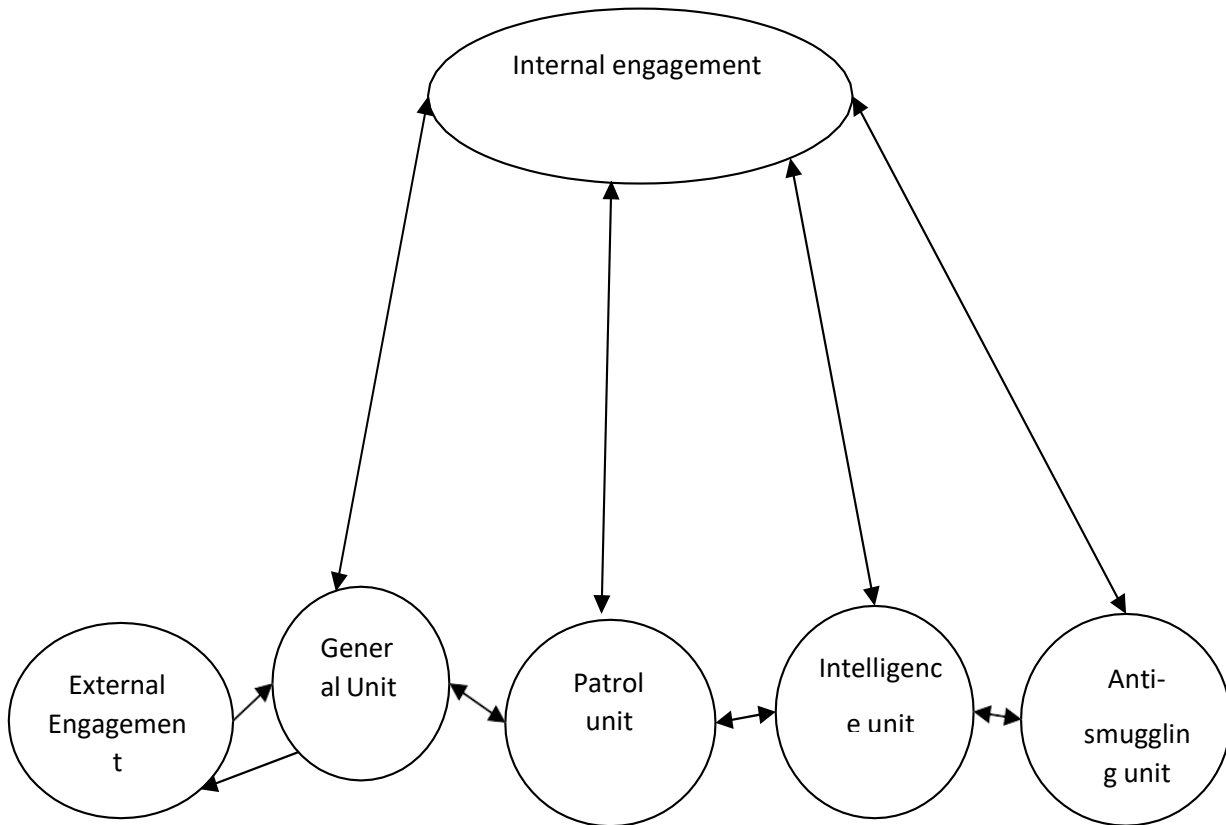 Internal engagement
External
Engagemen
t
Gener
al Unit
Patrol
unit
Intelligenc
e unit
Anti-
smugglin
g unit